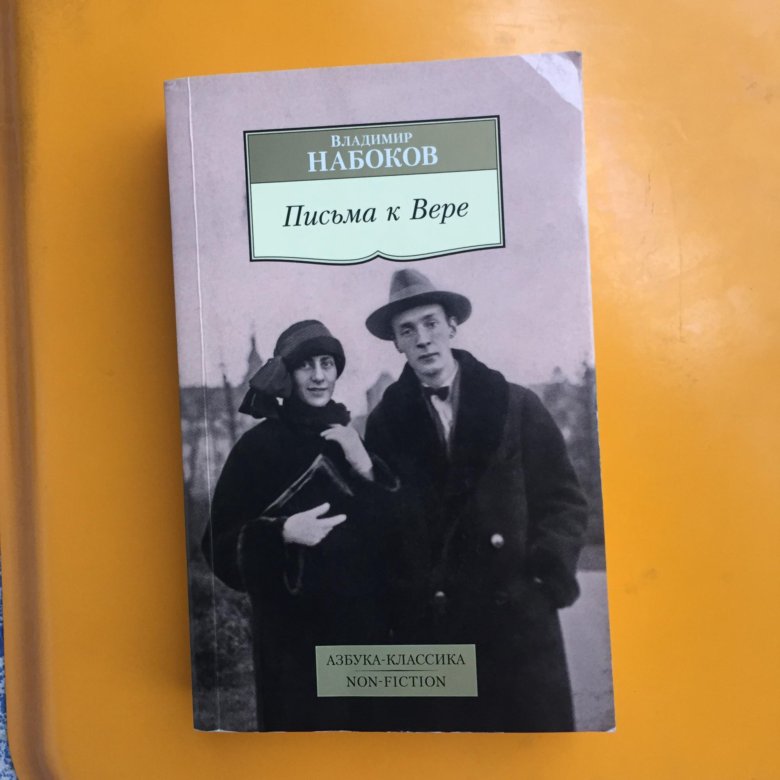 Владимир
НАБОКОВ
Письма к Вере
АЗБУКА-КЛАССИКА
NON-FICTION